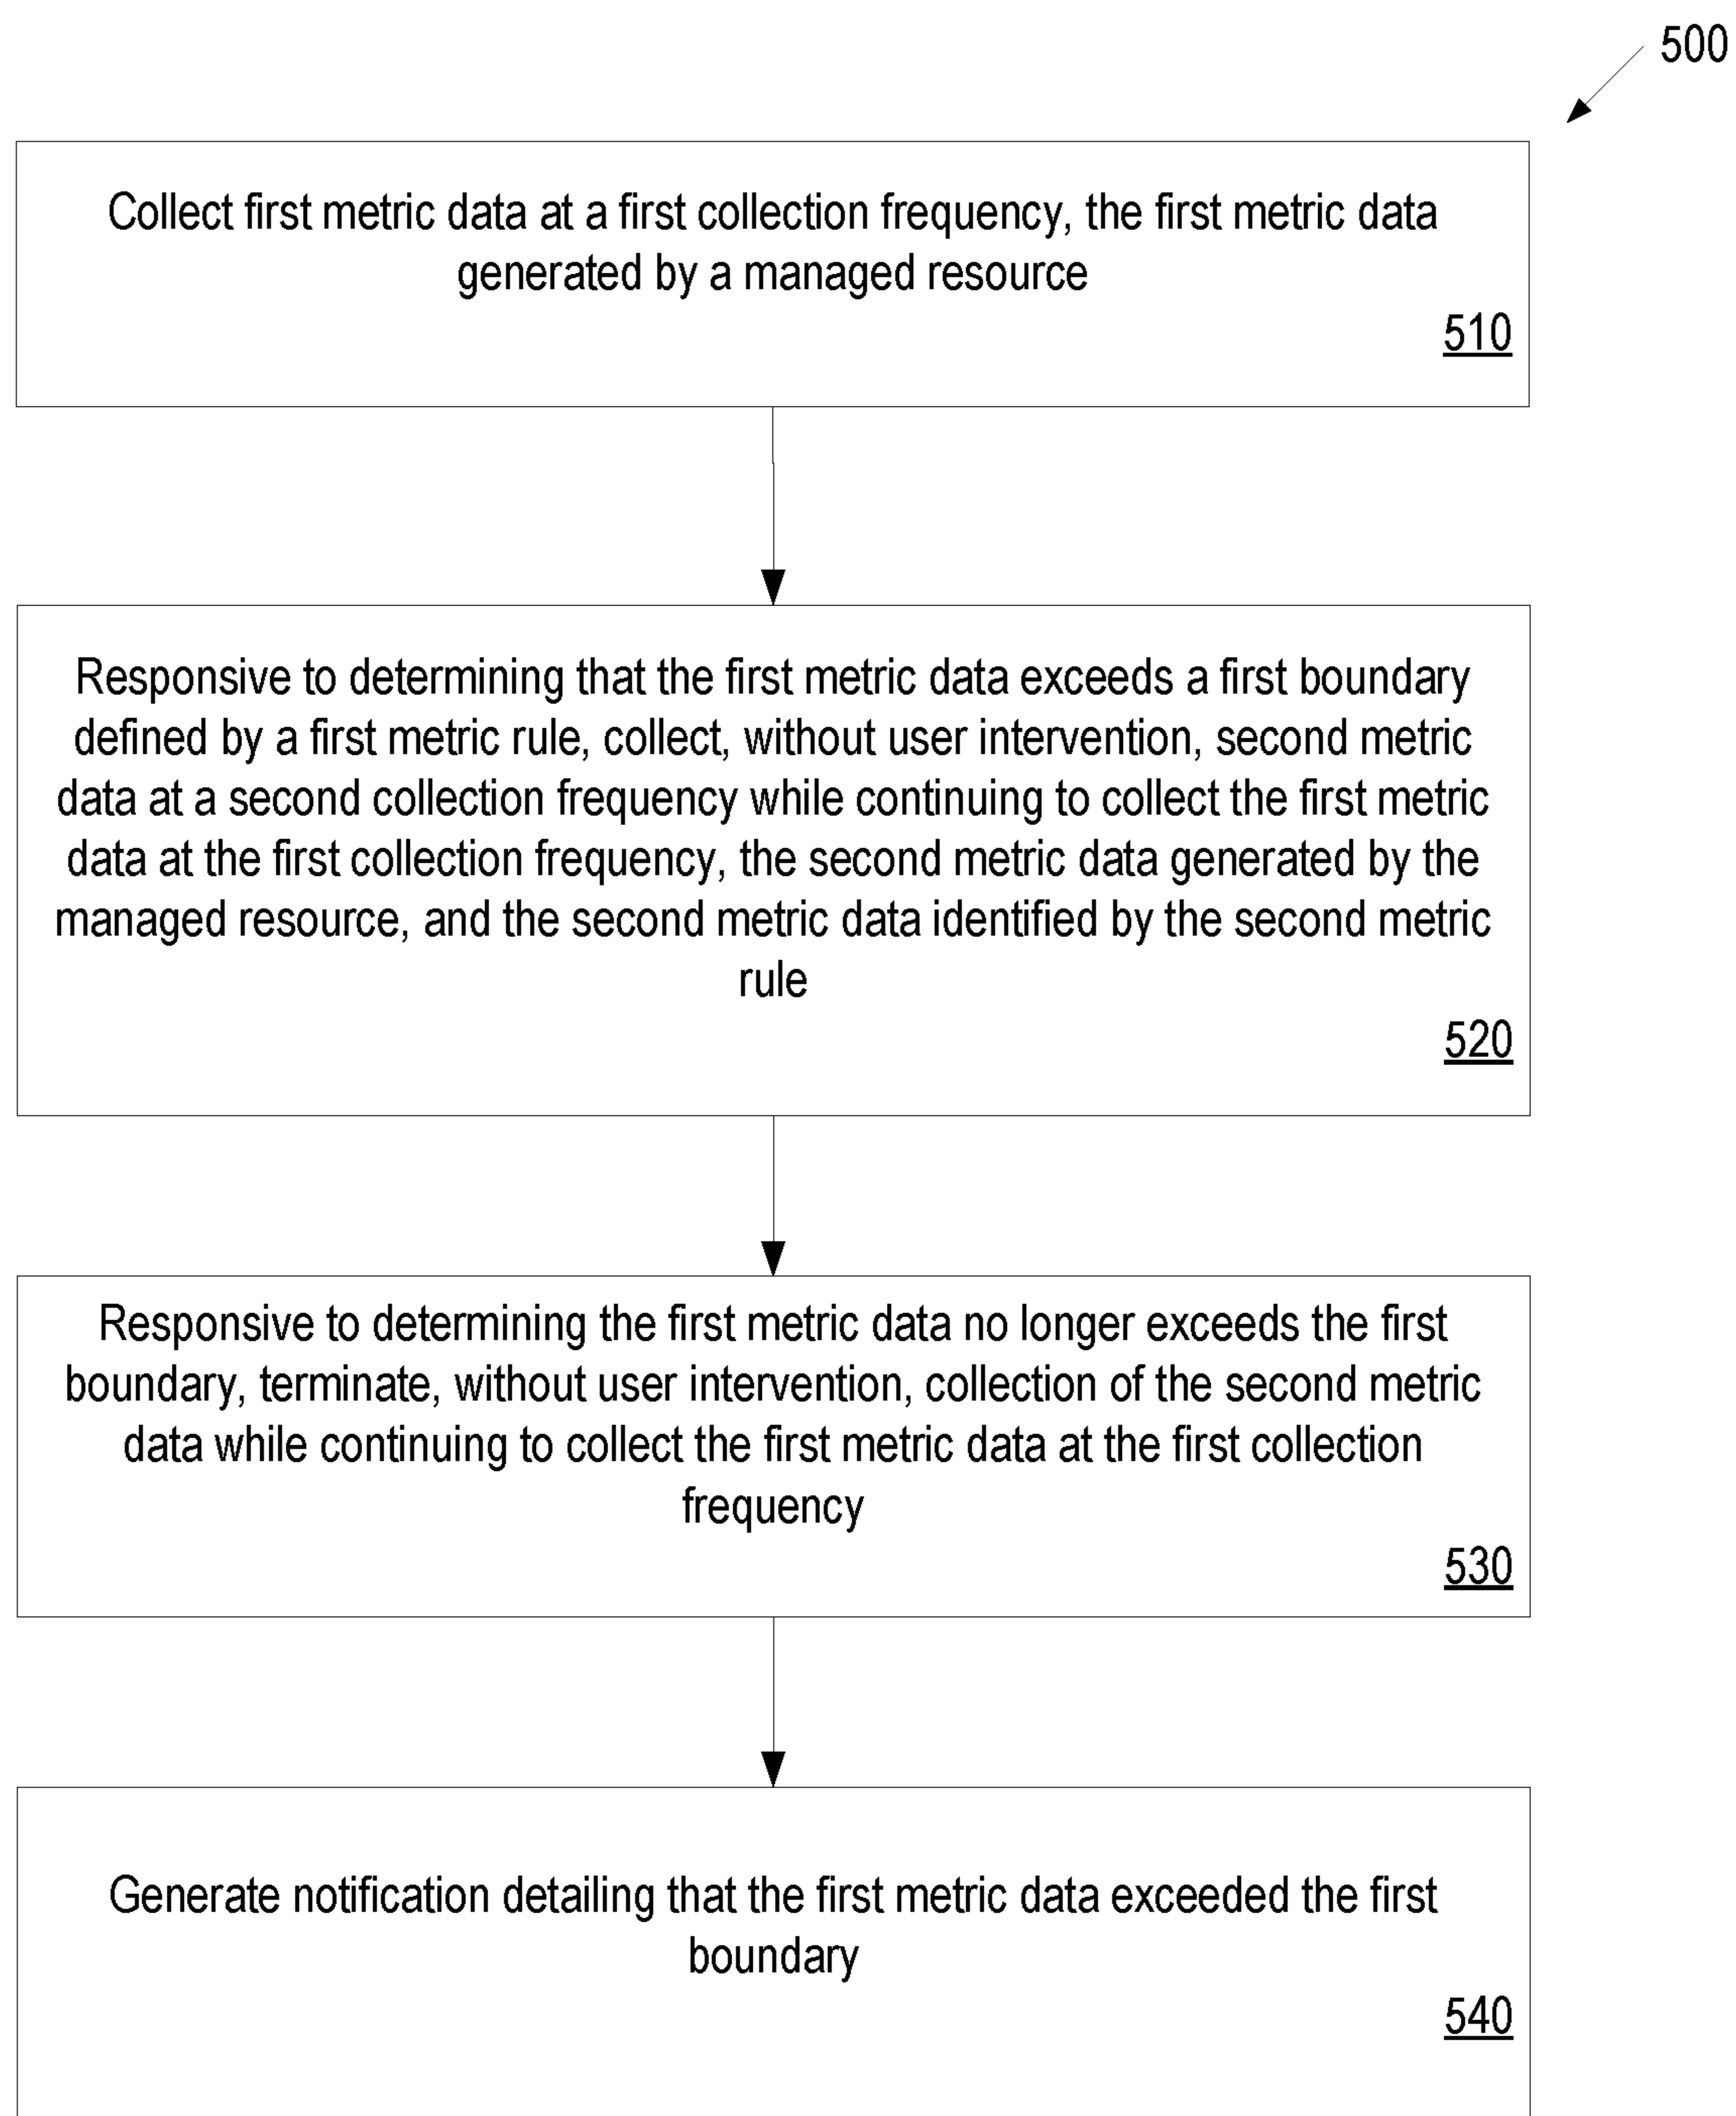 500
Collect first metric data at a first collection frequency, the first metric data
generated by a managed resource
510
Responsive to determining that the first metric data exceeds a first boundary
defined by a first metric rule, collect, without user intervention, second metric
data at a second collection frequency while continuing to collect the first metric
data at the first collection frequency, the second metric data generated by the
managed resource, and the second metric data identified by the second metric
rule
520
Responsive to determining the first metric data no longer exceeds the first
boundary, terminate, without user intervention, collection of the second metric
data while continuing to collect the first metric data at the first collection
frequency
530
Generate notification detailing that the first metric data exceeded the first
boundary
540